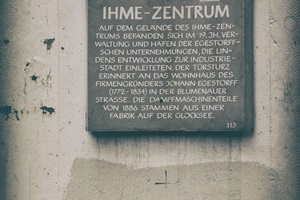 IHME-ZENTRUM
AUF DEM GELÄNDE DES IHME-ZEN-
TRUMS BEFANDEN SICH IM 19. JH. VER-
WALTUNG UND HAFEN DER EGESTORFF-
SCHEN UNTERNEHMUNGEN, DIE LIN-
DENS ENTWICKLUNG ZUR INDUSTRIE-
STADT EINLEITETEN. DER TÜRSTURZ
ERINNERT AN DAS WOHNHAUS DES
FIRMENGRÜNDERS JOHANN EGESTORFF
(1772-1834) IN DER BLUMENAUER
STRASSE. DIE DAMPFMASCHINENTEILE
VON 1886 STAMMEN AUS EINER
FABRIK AUF DER GLOCKSEE.
113